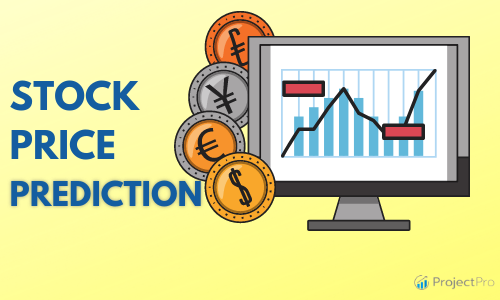 STOCK
PRICE
PREDICTION
£
¥
€
$
ProjectPro